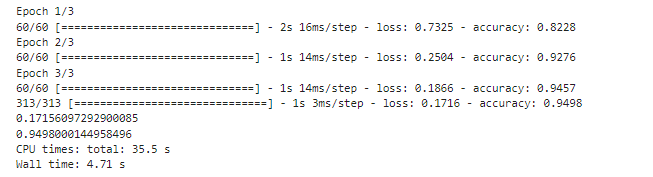 Epoch 1/3
60/60 [==============================] - 2s 16ms/step - loss: 0.7325 - accuracy: 0.8228
Epoch 2/3
60/60 [==============================] - 1s 14ms/step - loss: 0.2504 - accuracy: 0.9276
Epoch 3/3
60/60 [==============================] - 1s 14ms/step - loss: 0.1866 - accuracy: 0.9457
313/313 [==============================] - 1s 3ms/step - loss: 0.1716 - accuracy: 0.9498
0.17156097292900085
0.9498000144958496
CPU times: total: 35.5 s
Wall time: 4.71 s